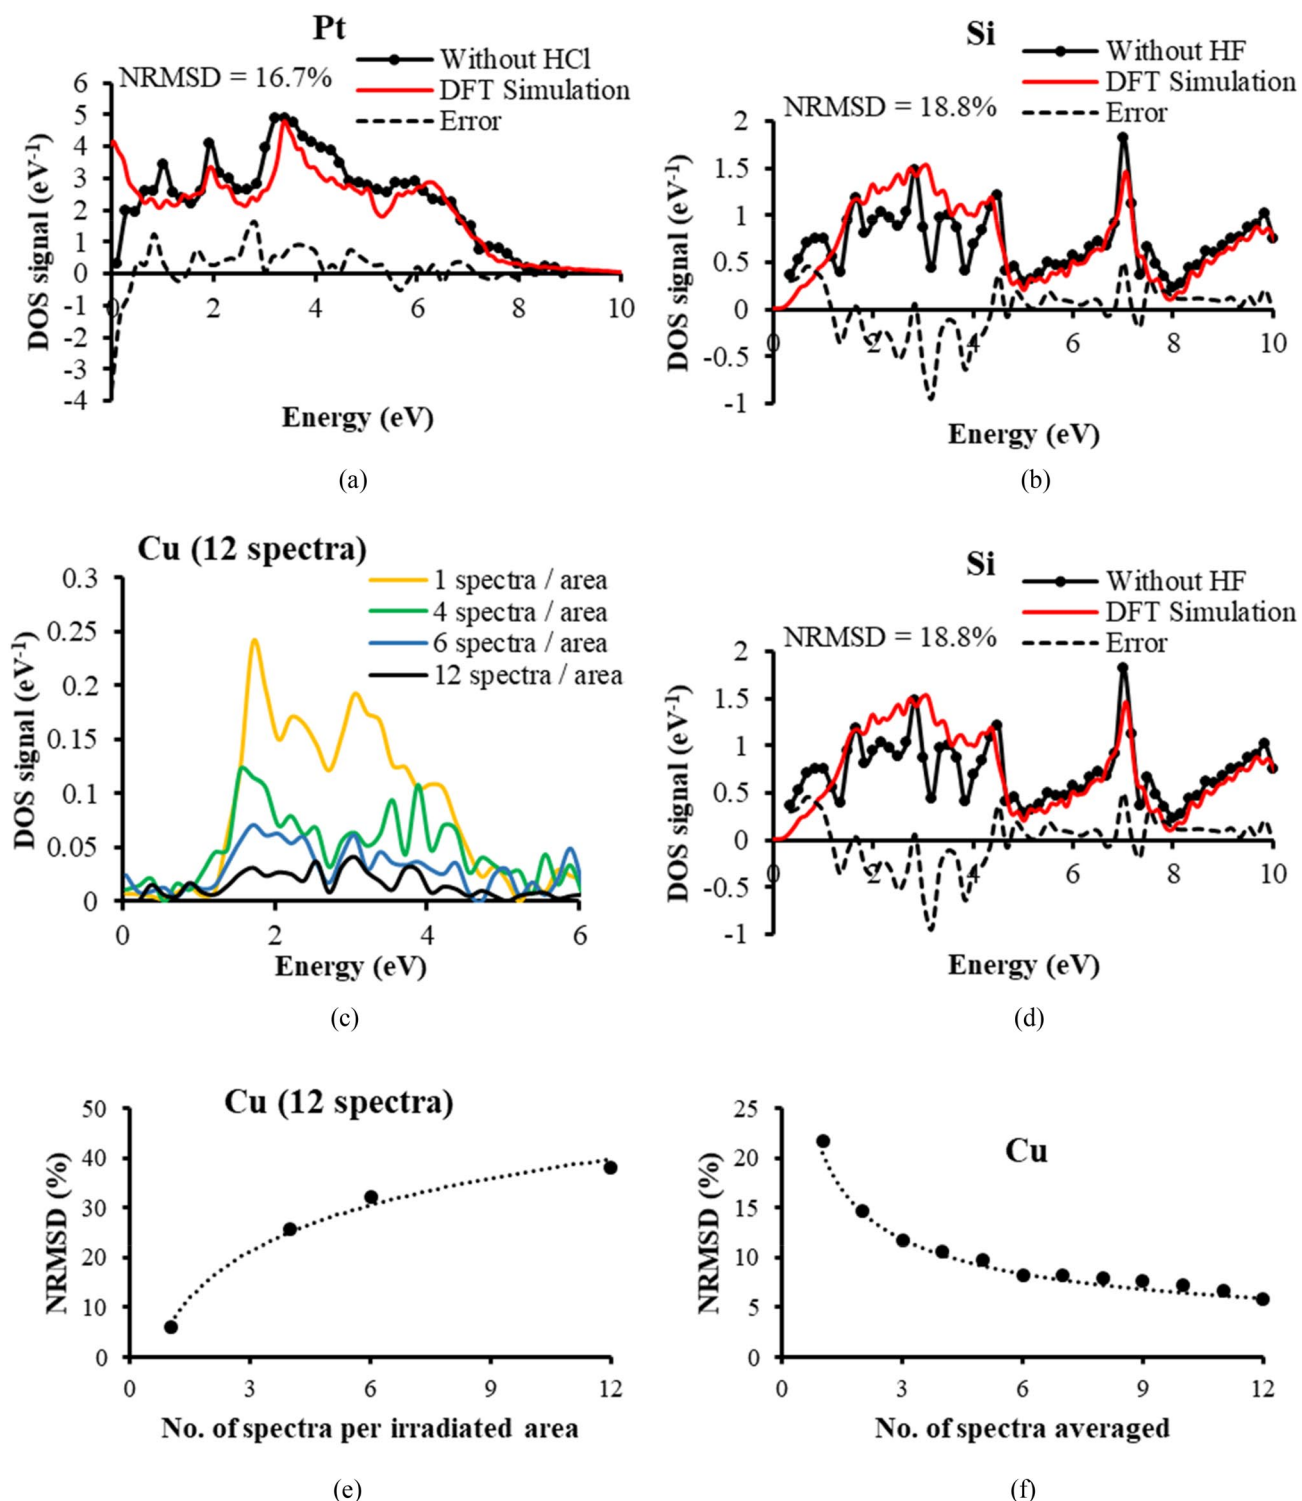 Pt
Without HCl
NRMSD = 16.7%
DFT Simulation
Error
6
5
4
3
2
1
0
-1
-2
-3
-4
0 2 4 6 8 10
DOS signal (eV-1)
Energy (eV)
(a)
Si
Without HF
DFT Simulation
NRMSD = 18.8%
Error
2
1.5
1
0.5
0
-0.5
-1
0 2 4 6 8 10
DOS signal (eV-1)
Energy (eV)
(b)
Cu (12 spectra)
1 spectra / area
4 spectra / area
6 spectra / area
12 spectra / area
0.3
0.25
0.2
0.15
0.1
0.05
0
0 2 4 6
DOS signal (eV-1)
Energy (eV)
(c)
Si
Without HF
DFT Simulation
NRMSD = 18.8%
Error
2
1.5
1
0.5
0
-0.5
-1
0 2 4 6 8 10
DOS signal (eV-1)
Energy (eV)
(d)
Cu (12 spectra)
50
40
30
20
10
0
0 3 6 9 12
NRMSD (%)
No. of spectra per irradiated area
(e)
Cu
25
20
15
10
5
0
0 3 6 9 12
NRMSD (%)
No. of spectra averaged
(f)